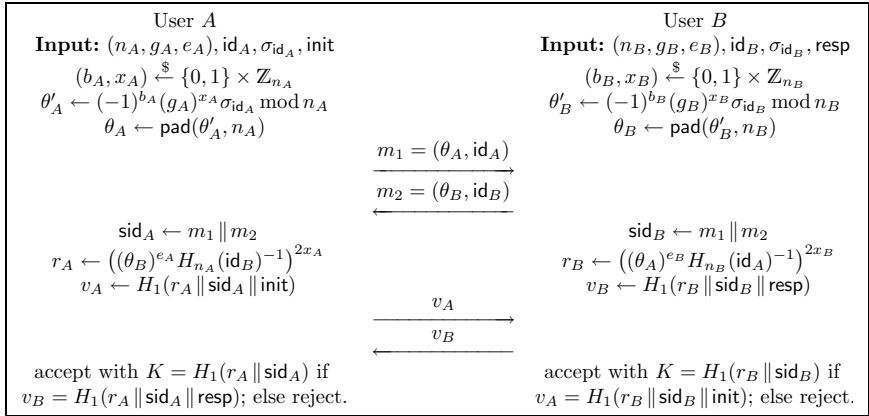 User A User B
Input: (n_A, g_A, e_A), id_A, σ_{id_A}, init Input: (n_B, g_B, e_B), id_B, σ_{id_B}, resp
(b_A, x_A) ←^$ {0, 1} × ℤ_{n_A} (b_B, x_B) ←^$ {0, 1} × ℤ_{n_B}
θ'_A ← (−1)^{b_A}(g_A)^{x_A}σ_{id_A} mod n_A θ'_B ← (−1)^{b_B}(g_B)^{x_B}σ_{id_B} mod n_B
θ_A ← pad(θ'_A, n_A) θ_B ← pad(θ'_B, n_B)
m_1 = (θ_A, id_A)
m_2 = (θ_B, id_B)
sid_A ← m_1 ∥ m_2 sid_B ← m_1 ∥ m_2
r_A ← ((θ_B)^{e_A} H_{n_A}(id_B)^{−1})^{2x_A} r_B ← ((θ_A)^{e_B} H_{n_B}(id_A)^{−1})^{2x_B}
v_A ← H_1(r_A ∥ sid_A ∥ init) v_B ← H_1(r_B ∥ sid_B ∥ resp)
v_A
v_B
accept with K = H_1(r_A ∥ sid_A) if accept with K = H_1(r_B ∥ sid_B) if
v_B = H_1(r_A ∥ sid_A ∥ resp); else reject. v_A = H_1(r_B ∥ sid_B ∥ init); else reject.